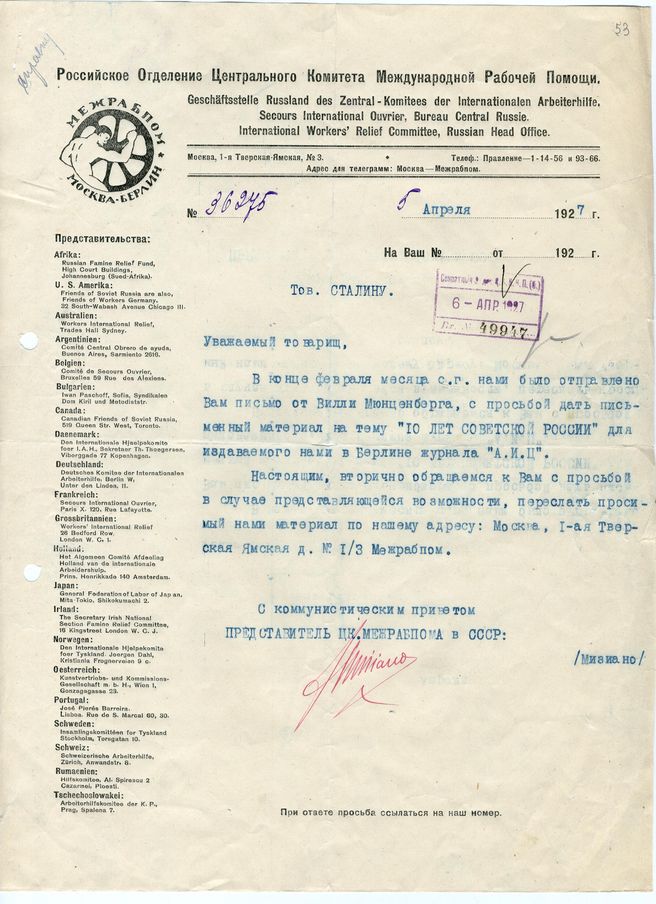 53
Российское Отделение Центрального Комитета Международной Рабочей Помощи.
Geschäftsstelle Russland des Zentral-Komitees der Internationalen Arbeiterhilfe.
Secours International Ouvrier, Bureau Central Russie.
International Workers' Relief Committee, Russian Head Office.
МЕЖРАБПОМ
МОСКВА-БЕРЛИН
Москва, 1-я Тверская-Ямская, №3. • Телеф.: Правление—1-14-56 и 93-66.
Адрес для телеграмм: Москва—Межрабпом.
№ 36275 5 Апреля 1927 г.
На Ваш № от 192 г.
6- АПР. 1927
Вх. № 49947
Тов. СТАЛИНУ.
Уважаемый товарищ,
В конце февраля месяца с.г. нами было отправлено
Вам письмо от Вилли Мюнценберга, с просьбой дать пись-
менный материал на тему "IO ЛЕТ СОВЕТСКОЙ РОССИИ" для
издаваемого нами в Берлине журнала "А.И.Ц".
Настоящим, вторично обращаемся к Вам с просьбой
в случае представляющейся возможности, переслать проси-
мый нами материал по нашему адресу: Москва, I-ая Твер-
ская Ямская д. № I/3 Межрабпом.
С коммунистическим приветом
ПРЕДСТАВИТЕЛЬ ЦК.МЕЖРАБПОМА в СССР:
/Мизиано/
Представительства:
Afrika:
Russian Famine Relief Fund,
High Court Buildings,
Johannesburg (Sued-Afrika).
U. S. Amerika:
Friends of Soviet Russia are also,
Friends of Workers Germany.
32 South-Wabash Avenue Chicago Ill.
Australien:
Workers International Relief,
Trades Hall Sydney.
Argentinien:
Comité Central Obrero de ayuda,
Buenos Aires, Sarmiento 2616.
Belgien:
Comité de Secours Ouvrier,
Bruxelles 59 Rue des Alexiens.
Bulgarien:
Iwan Paschoff, Sofia, Syndikalen
Dom Kiril und Metodiststr.
Canada:
Canadian Friends of Soviet Russia,
519 Queen Str. West, Toronto.
Daenemark:
Den Internationale Hjelpskomite
foer I. A. H., Sekretaer Th. Thoegersen,
Viborggade 77 Kopenhagen.
Deutschland:
Deutsches Komitee der Internationalen
Arbeiterhilfe. Berlin W,
Unter den Linden, 11.
Frankreich:
Secours International Ouvrier,
Paris X. 120. Rue Lafayette.
Grossbritannien:
Workers' International Relief
26 Bedford Row
London W. C. 1.
Holland:
Het Algemeene Comité Afdeeling
Holland van de internationale
Arbeidershulp.
Prins. Henrikkade 140 Amsterdam.
Japan:
General Federation of Labor of Japan,
Mita-Tokio, Shikokumachi 2.
Irland:
The Secretary Irish National
Section Famine Relief Committee,
16 Kingstreet London W. C. J.
Norwegen:
Den Internationale Hjelpekomite
foer Tyskland. Joergen Dahl,
Kristiania Frognerveien 9 c.
Oesterreich:
Kunstvertriebs- und Kommissions-
Gesellschaft m. b. H., Wien I,
Gonzagagasse 23.
Portugal:
José Pierés Barreira.
Lisboa. Rue de S. Marcal 60, 30.
Schweden:
Insamlingskomittéen for Tyskland
Stockholm, Torsgatan 10.
Schweiz:
Schweizerische Arbeiterhilfe,
Zürich, Anwandstr. 8.
Rumaenien:
Hilfskomitee, Al. Spirescu 2
Cazarmei, Ploesti.
Tschechoslowakei:
Arbeiterhilfskomitee der K. P.,
Prag, Spalena 7.
При ответе просьба ссылаться на наш номер.